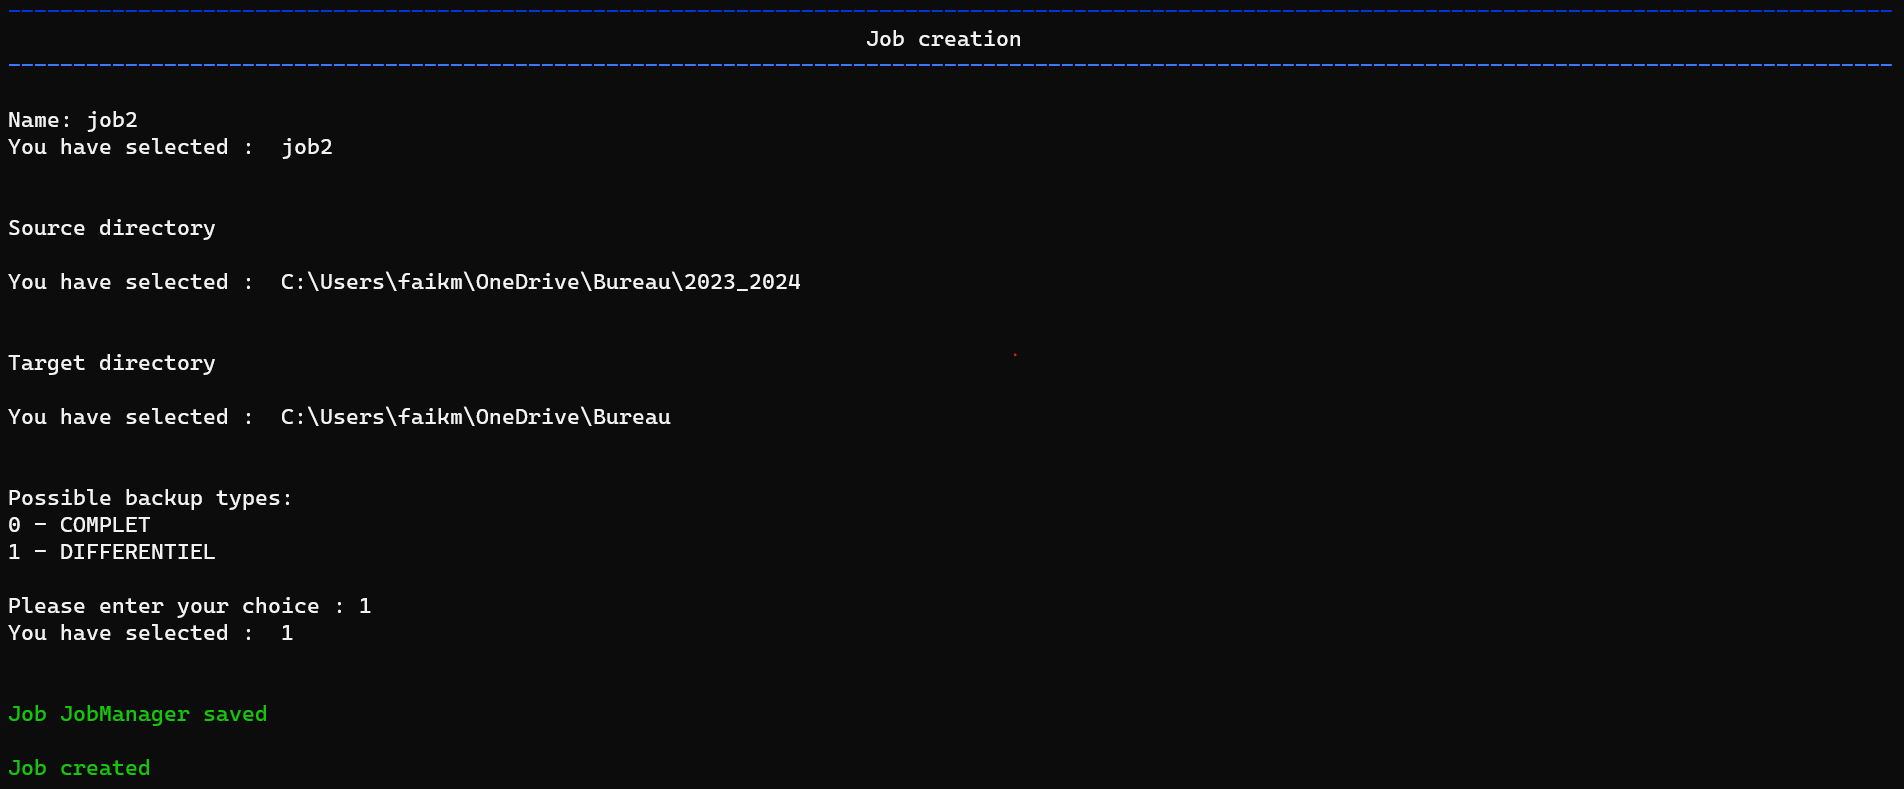 Job creation
Name: job2
You have selected :  job2
Source directory
You have selected :  C:\Users\faikm\OneDrive\Bureau\2023_2024
Target directory
You have selected :  C:\Users\faikm\OneDrive\Bureau
Possible backup types:
0 - COMPLET
1 - DIFFERENTIEL
Please enter your choice : 1
You have selected :  1
Job JobManager saved
Job created